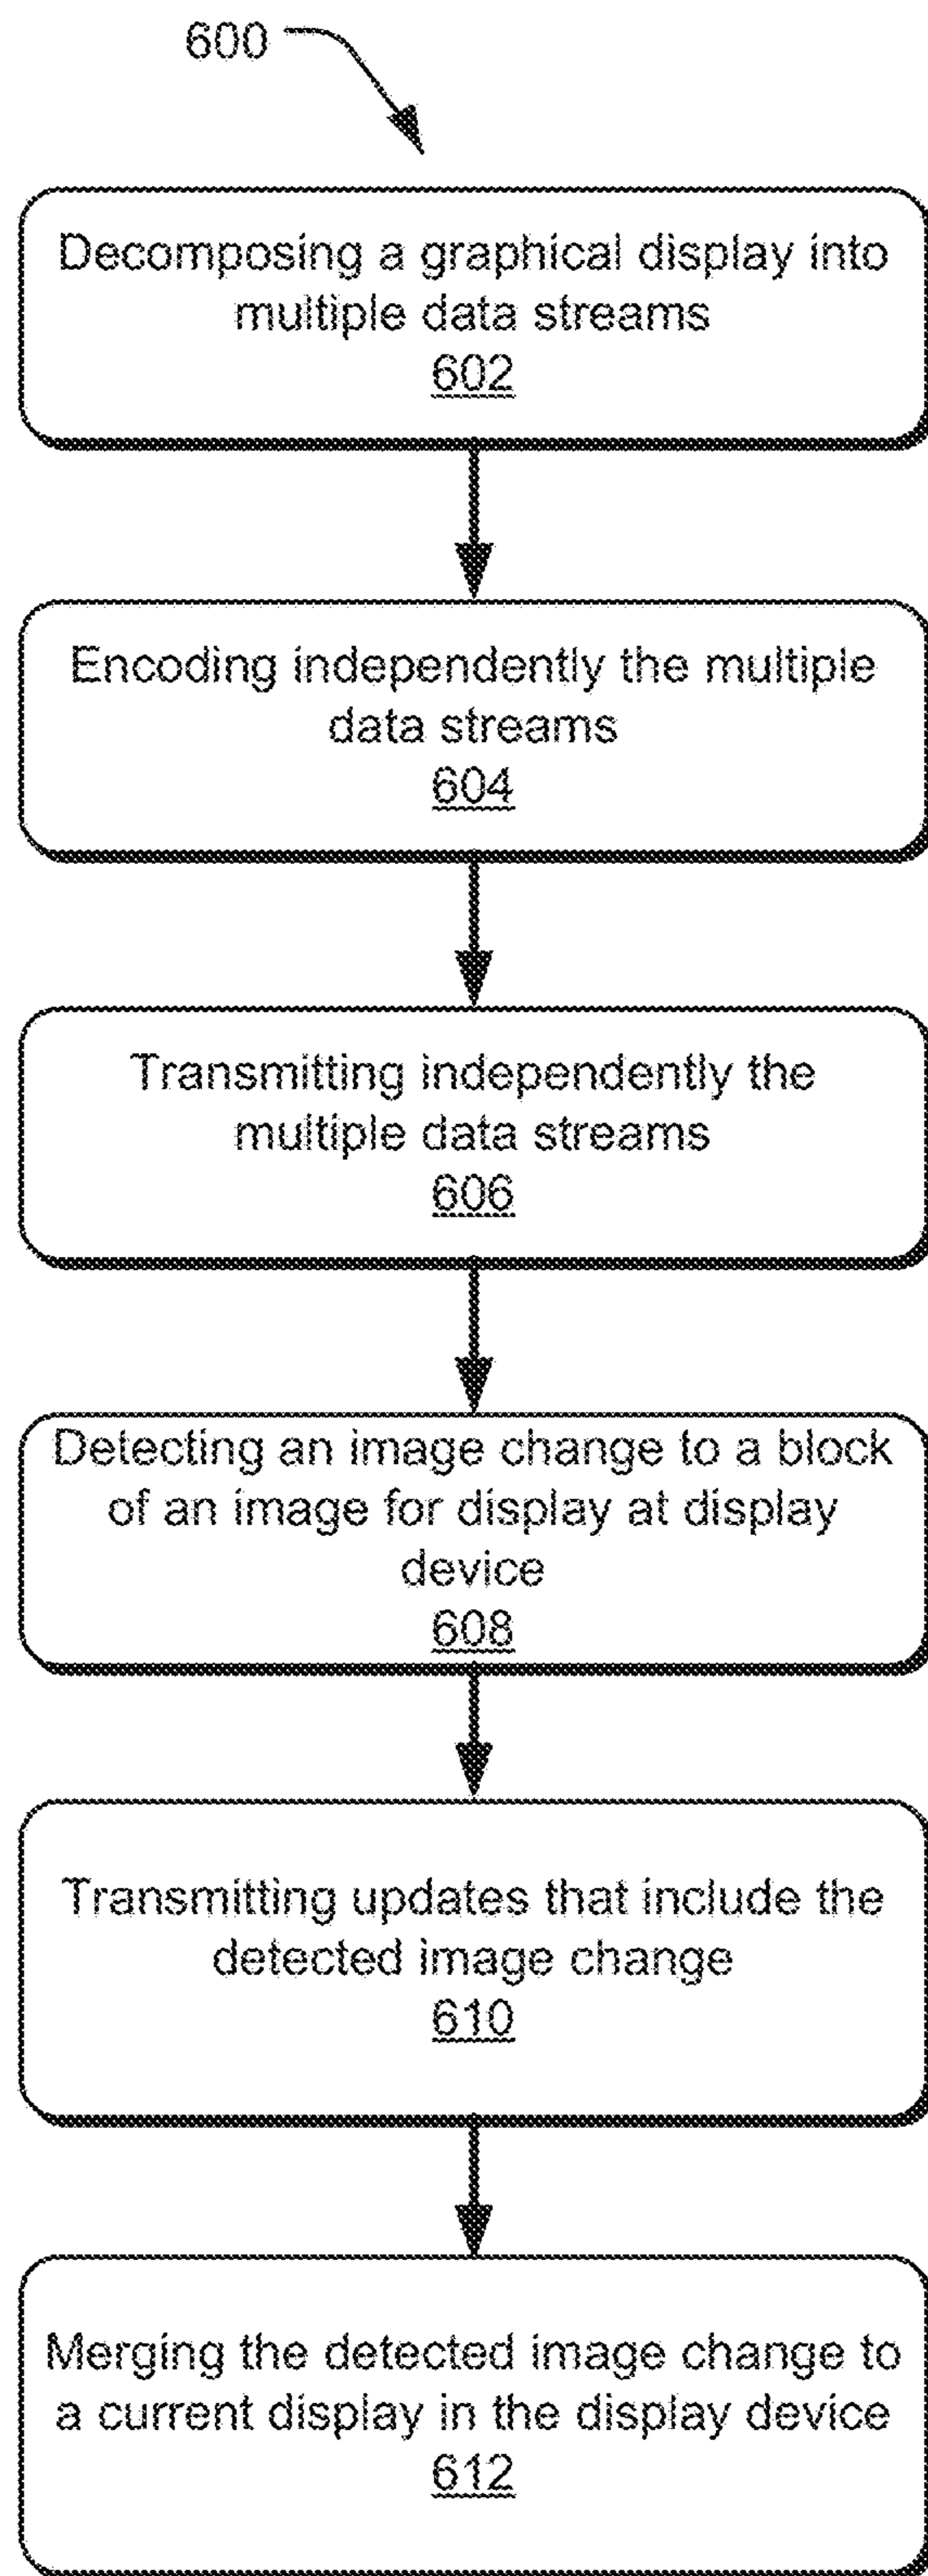 600
Decomposing a graphical display into
multiple data streams
602
Encoding independently the multiple
data streams
604
Transmitting independently the
multiple data streams
606
Detecting an image change to a block
of an image for display at display
device
608
Transmitting updates that include the
detected image change
610
Merging the detected image change to
a current display in the display device
612